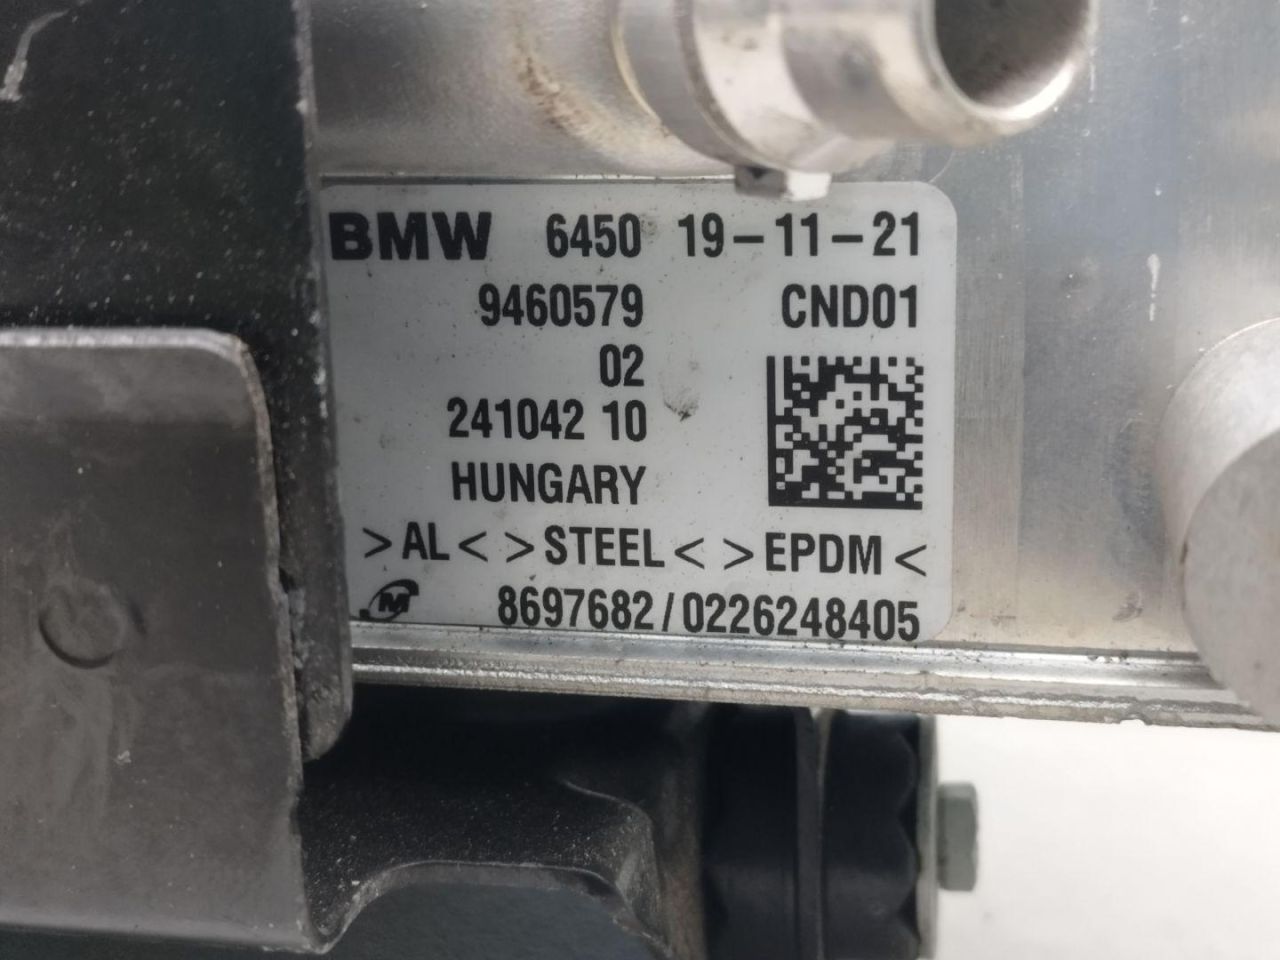 BMW 6450 19-11-21
9460579 CND01
02
241042 10
HUNGARY
>AL< >STEEL< >EPDM<
M 8697682/0226248405